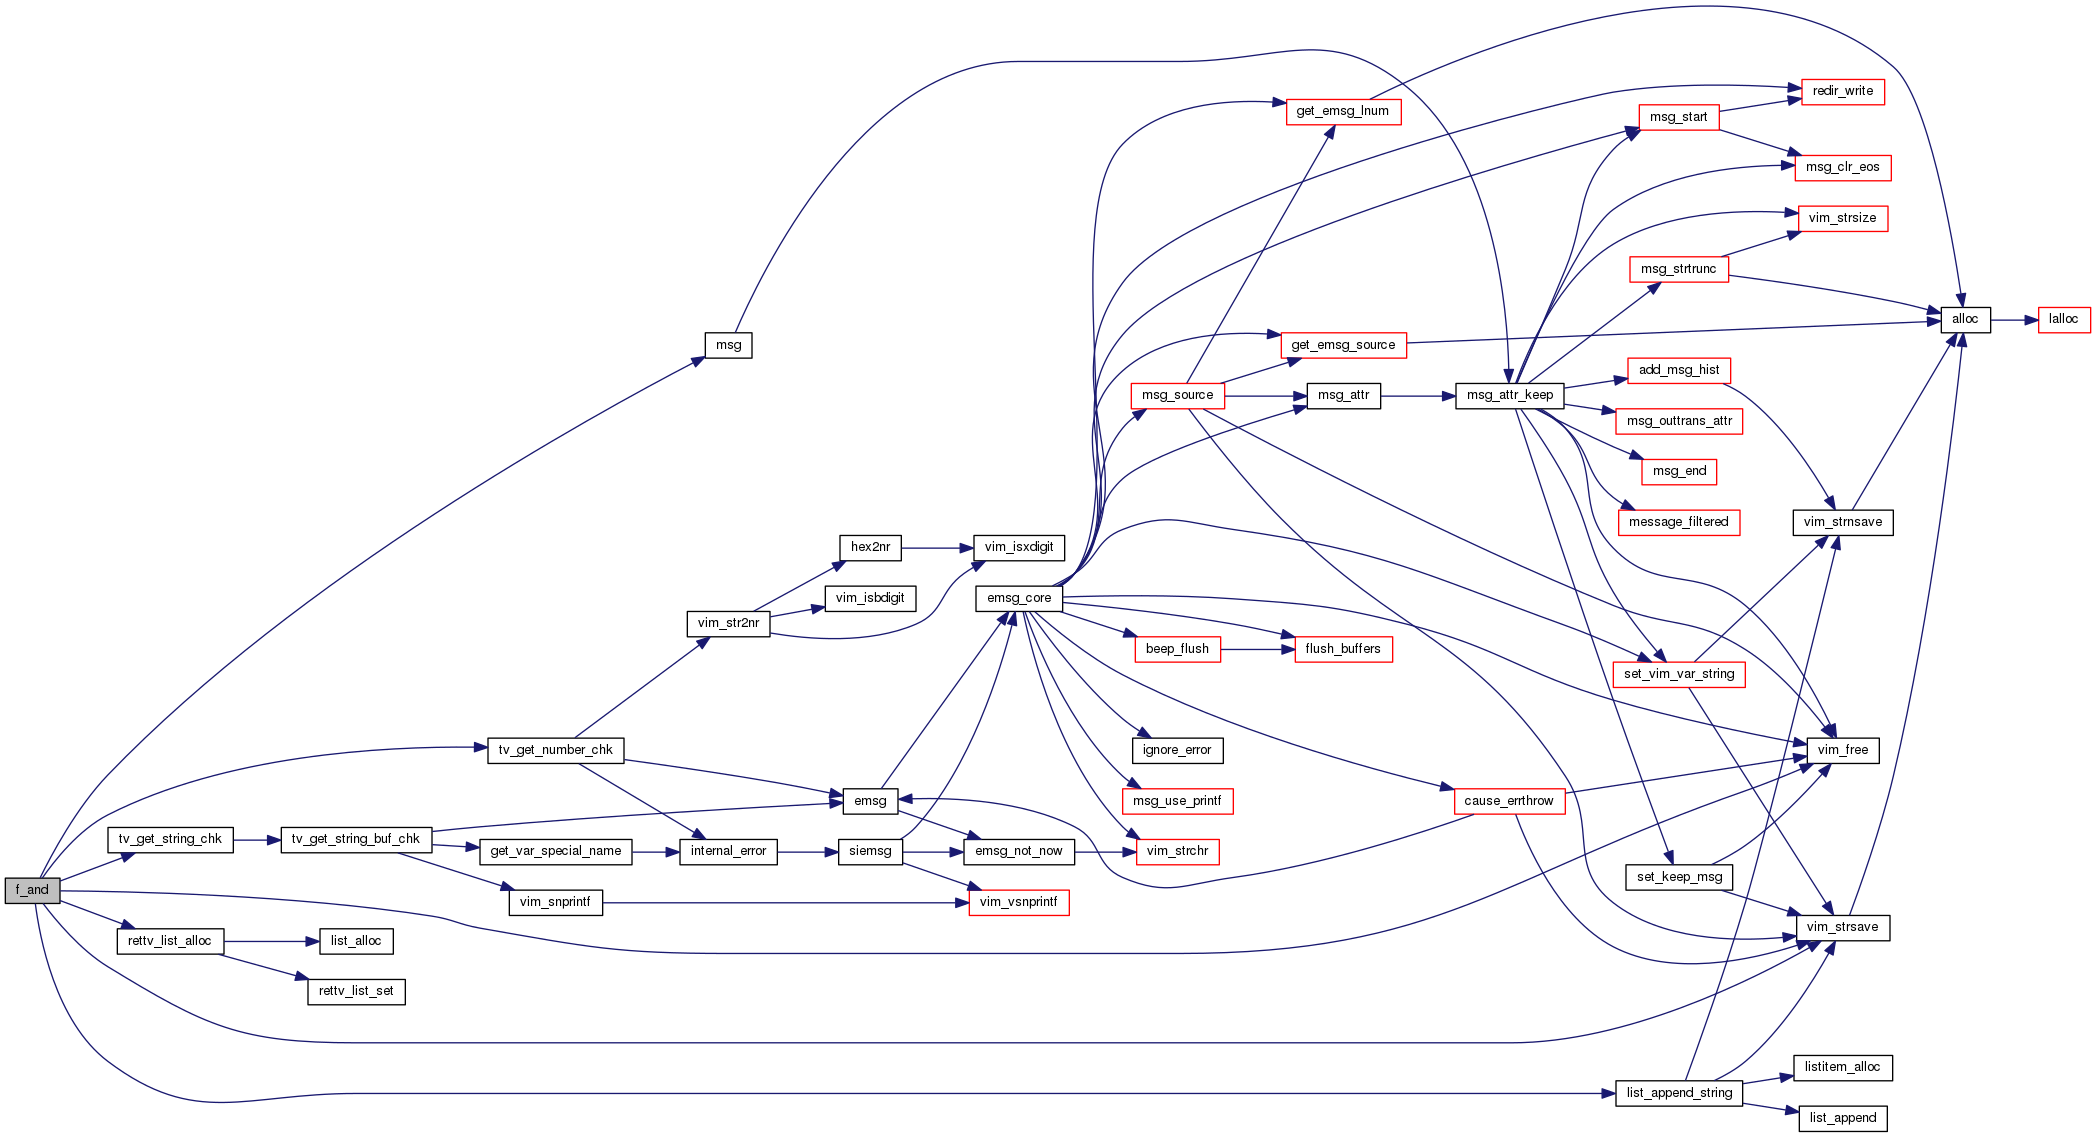 redir_write
get_emsg_lnum
msg_start
msg_clr_eos
vim_strsize
msg_strtrunc
alloc
lalloc
msg
get_emsg_source
add_msg_hist
msg_source
msg_attr
msg_attr_keep
msg_outtrans_attr
msg_end
message_filtered
vim_strnsave
hex2nr
vim_isxdigit
vim_isbdigit
emsg_core
vim_str2nr
beep_flush
flush_buffers
set_vim_var_string
tv_get_number_chk
ignore_error
vim_free
emsg
msg_use_printf
cause_errthrow
tv_get_string_chk
tv_get_string_buf_chk
get_var_special_name
internal_error
siemsg
emsg_not_now
vim_strchr
f_and
set_keep_msg
vim_snprintf
vim_vsnprintf
vim_strsave
rettv_list_alloc
list_alloc
rettv_list_set
listitem_alloc
list_append_string
list_append